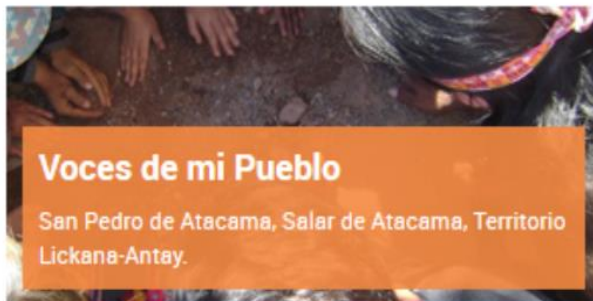 Voces de mi Pueblo
San Pedro de Atacama, Salar de Atacama, Territorio
Lickana-Antay.